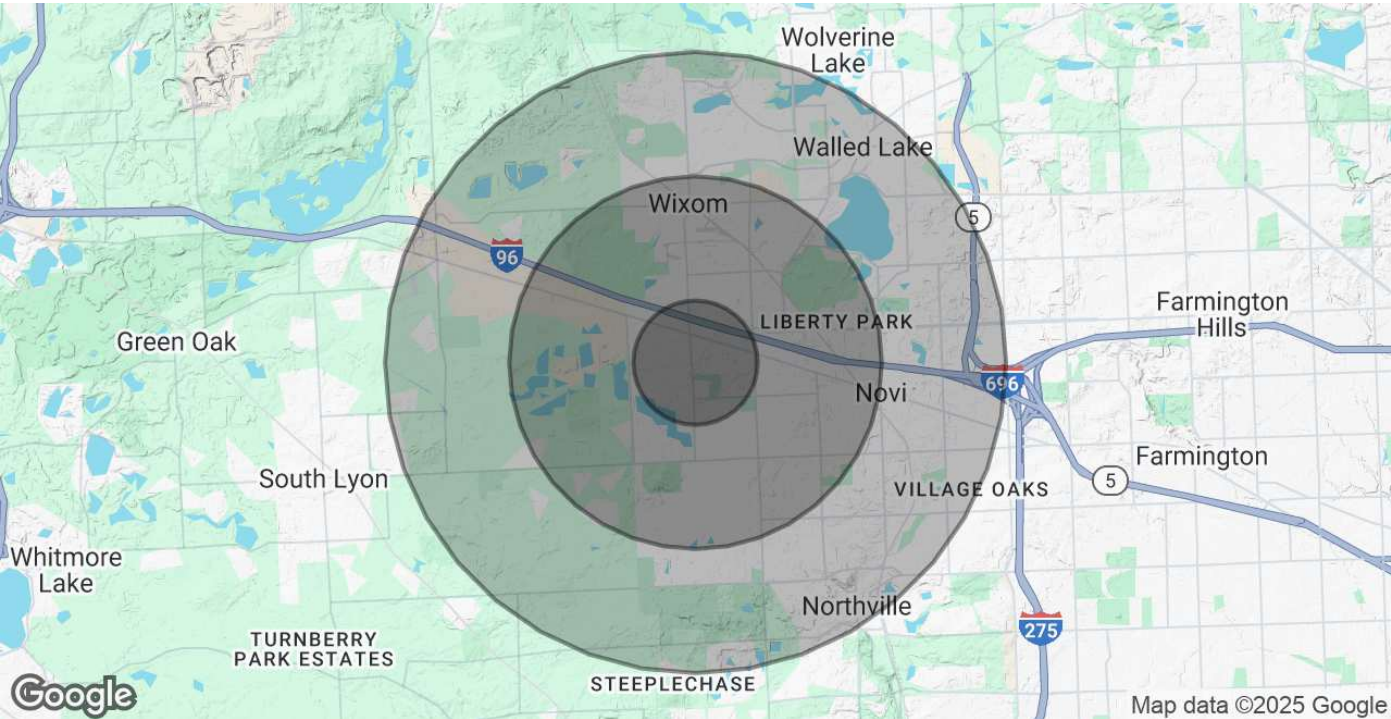 Wolverine
Lake
Walled Lake
Wixom
5
96
LIBERTY PARK
Farmington
Hills
Green Oak
696
Novi
Farmington
South Lyon
5
VILLAGE OAKS
Whitmore
Lake
Northville
275
TURNBERRY
PARK ESTATES
STEEPLECHASE
Google
Map data ©2025 Google